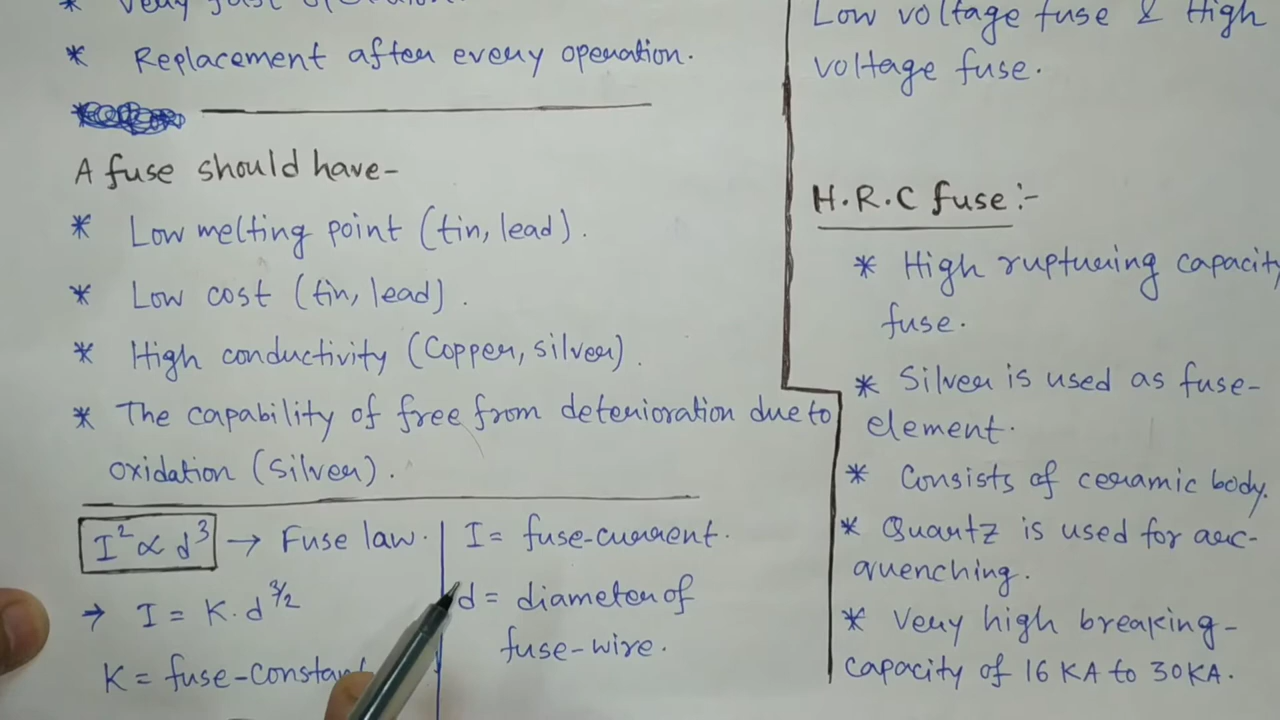 * Very fast operation.
* Replacement after every operation.
A fuse should have-
* Low melting point (tin, lead).
* Low cost (tin, lead).
* High conductivity (Copper, silver).
* The capability of free from deterioration due to
oxidation (Silver).
I² ∝ d³ → Fuse law.
→ I = K. d^3/2
K = fuse-constant
I = fuse-current.
d = diameter of
fuse-wire.
Low voltage fuse & High
voltage fuse.
H.R.C fuse :-
* High rupturing capacity
fuse.
* Silver is used as fuse-
element.
* Consists of ceramic body.
* Quartz is used for arc-
quenching.
* Very high breaking-
capacity of 16 KA to 30KA.